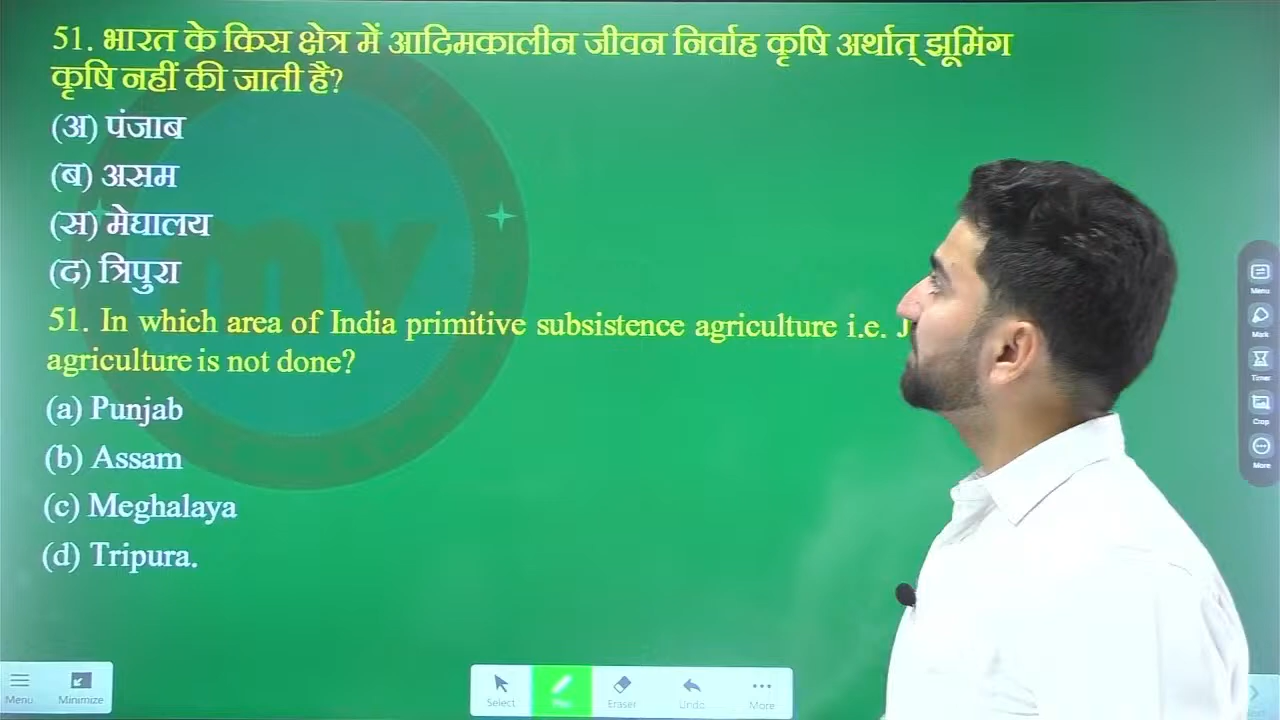 51. भारत के किस क्षेत्र में आदिमकालीन जीवन निर्वाह कृषि अर्थात् झूमिंग
कृषि नहीं की जाती है?
(अ) पंजाब
(ब) असम
(स) मेघालय
(द) त्रिपुरा
51. In which area of India primitive subsistence agriculture i.e.
agriculture is not done?
(a) Punjab
(b) Assam
(c) Meghalaya
(d) Tripura.
my
Menu
Mark
Timer
Crop
More
Menu
Minimize
Select
Eraser
Undo
More